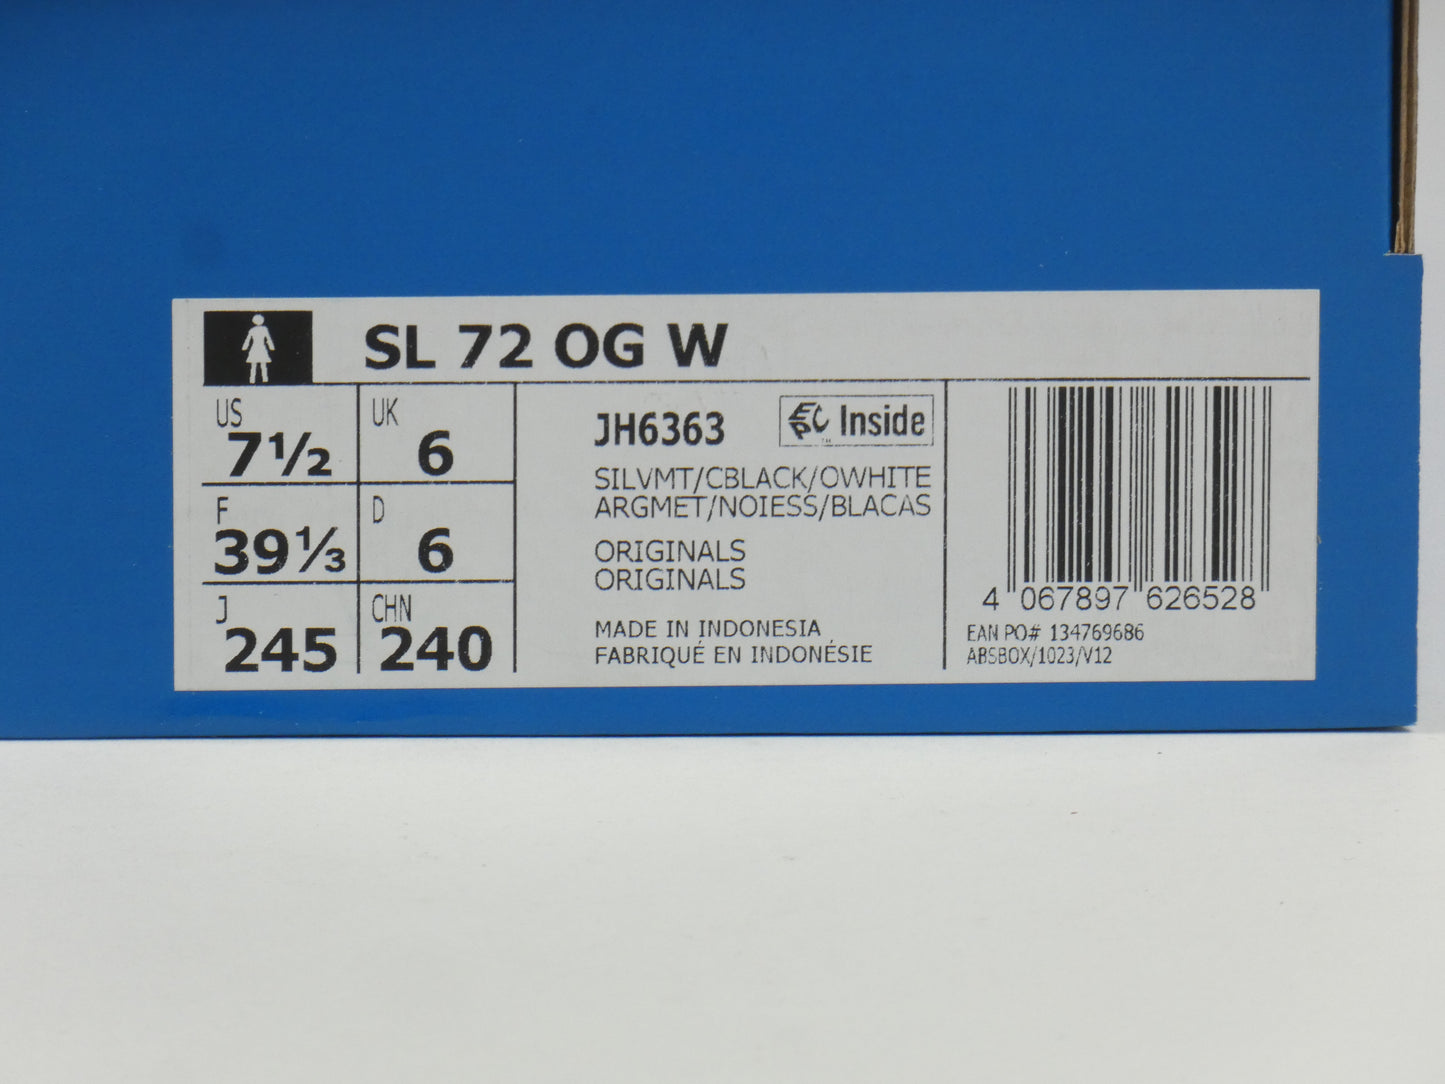 SL 72 OG W
US 7½
UK 6
F 39⅓
D 6
J 245
CHN 240
JH6363
EPC Inside
TM
SILVMT/CBLACK/OWHITE
ARGMET/NOIESS/BLACAS
ORIGINALS
ORIGINALS
MADE IN INDONESIA
FABRIQUÉ EN INDONÉSIE
4 067897 626528
EAN PO# 134769686
ABSBOX/1023/V12